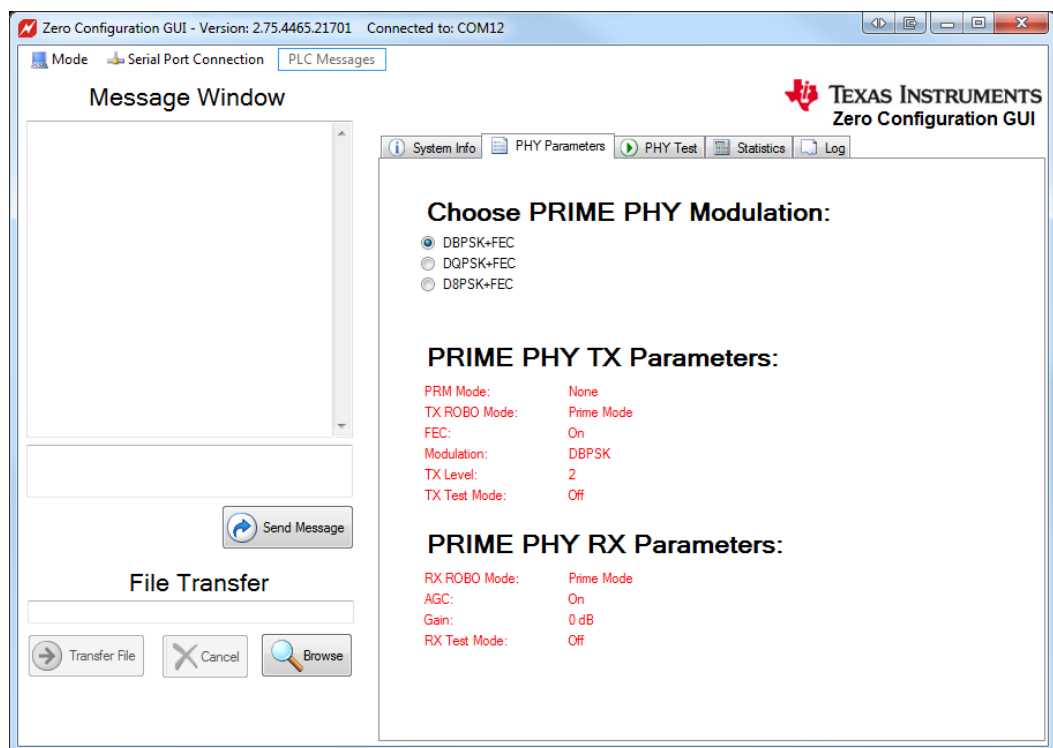 Zero Configuration GUI - Version: 2.75.4465.21701 Connected to: COM12
Mode Serial Port Connection PLC Messages
Message Window
TEXAS INSTRUMENTS
Zero Configuration GUI
System Info PHY Parameters PHY Test Statistics Log
Choose PRIME PHY Modulation:
DBPSK+FEC
DQPSK+FEC
D8PSK+FEC
PRIME PHY TX Parameters:
PRM Mode: None
TX ROBO Mode: Prime Mode
FEC: On
Modulation: DBPSK
TX Level: 2
TX Test Mode: Off
Send Message
PRIME PHY RX Parameters:
RX ROBO Mode: Prime Mode
AGC: On
Gain: 0 dB
RX Test Mode: Off
File Transfer
Transfer File Cancel Browse